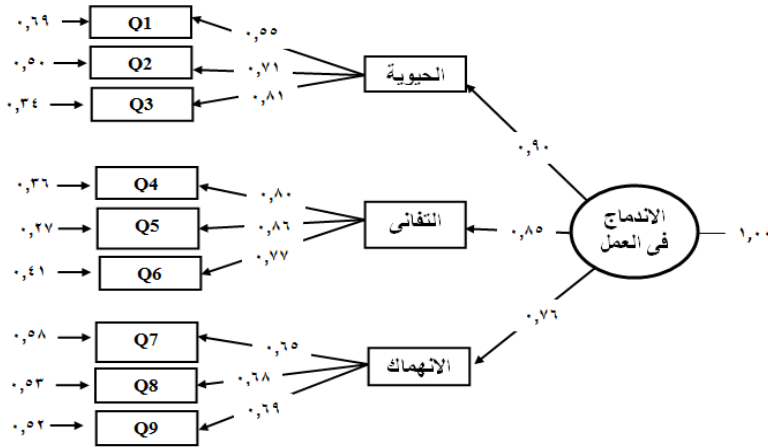 ٠,٦٩
Q1
٠,٥٥
٠,٥٠
Q2
٠,٧١
الحيوية
٠,٣٤
Q3
٠,٨١
٠,٩٠
٠,٣٦
Q4
٠,٨٠
٠,٢٧
Q5
٠,٨٦
التفانى
٠,٨٥
الاندماج
فى العمل
١,٠٠
٠,٤١
Q6
٠,٧٧
٠,٧٦
٠,٥٨
Q7
٠,٦٥
٠,٥٣
Q8
٠,٦٨
الانهماك
٠,٥٢
Q9
٠,٦٩